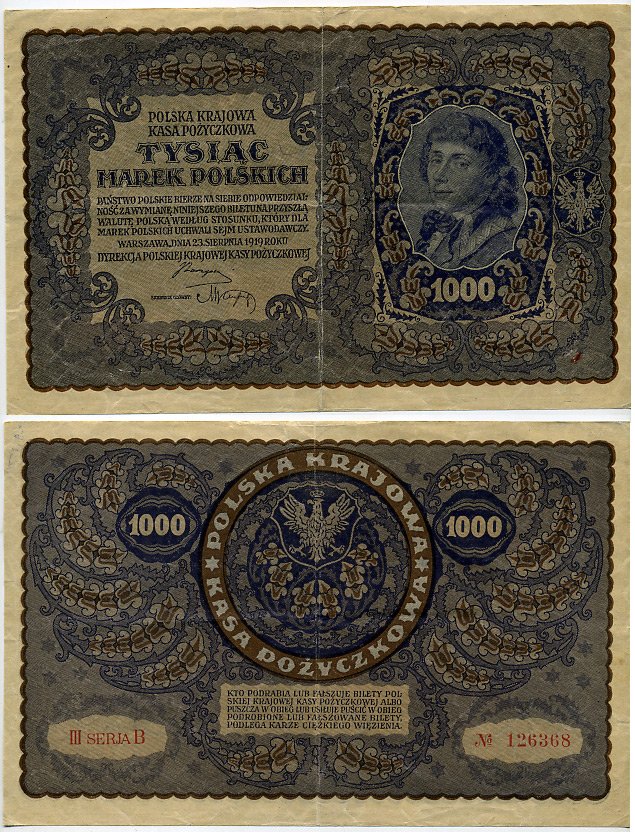 POLSKA KRAJOWA
KASA POŻYCZKOWA
TYSIĄC
MAREK POLSKICH
PAŃSTWO POLSKIE BIERZE NA SIEBIE ODPOWIEDZIAL-
NOŚĆ ZA WYMIANĘ NINIEJSZEGO BILETU NA PRZYSZŁĄ
WALUTĘ POLSKĄ WEDŁUG STOSUNKU, KTÓRY DLA
MAREK POLSKICH UCHWALI SEJM USTAWODAWCZY.
WARSZAWA, DNIA 23. SIERPNIA 1919 ROKU
DYREKCJA POLSKIEJ KRAJOWEJ KASY POŻYCZKOWEJ
1000
POLSKA KRAJOWA
KASA POŻYCZKOWA
1000
1000
KTO PODRABIA LUB FAŁSZUJE BILETY POL-
SKIEJ KRAJOWEJ KASY POŻYCZKOWEJ ALBO
PUSZCZA W OBIEG LUB USIŁUJE PUŚCIĆ W OBIEG
PODROBIONE LUB FAŁSZOWANE BILETY,
PODLEGA KARZE CIĘŻKIEGO WIĘZIENIA.
III SERJA B
№ 126368